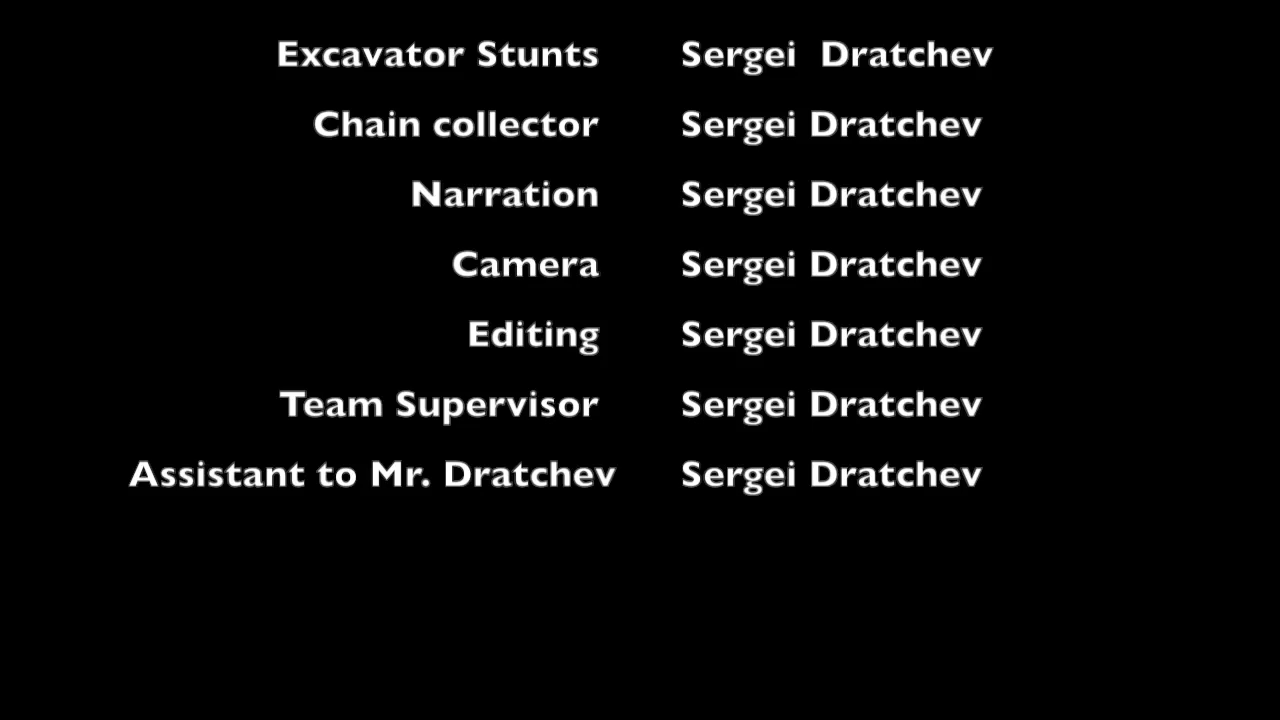 Excavator Stunts Sergei  Dratchev
Chain collector Sergei Dratchev
Narration Sergei Dratchev
Camera Sergei Dratchev
Editing Sergei Dratchev
Team Supervisor Sergei Dratchev
Assistant to Mr. Dratchev Sergei Dratchev